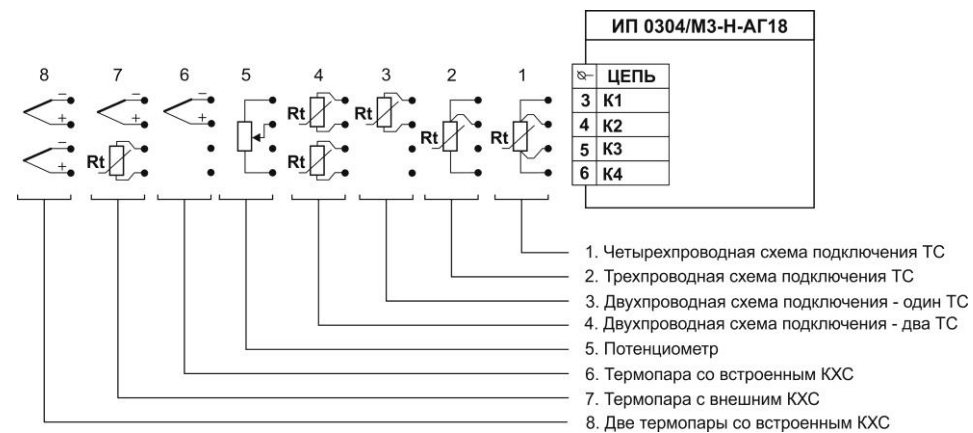 ИП 0304/М3-Н-АГ18
8 7 6 5 4 3 2 1
ЦЕПЬ
3 К1
4 К2
5 К3
6 К4
Rt Rt Rt Rt Rt Rt
− + − + − + − +
1. Четырехпроводная схема подключения ТС
2. Трехпроводная схема подключения ТС
3. Двухпроводная схема подключения - один ТС
4. Двухпроводная схема подключения - два ТС
5. Потенциометр
6. Термопара со встроенным КХС
7. Термопара с внешним КХС
8. Две термопары со встроенным КХС